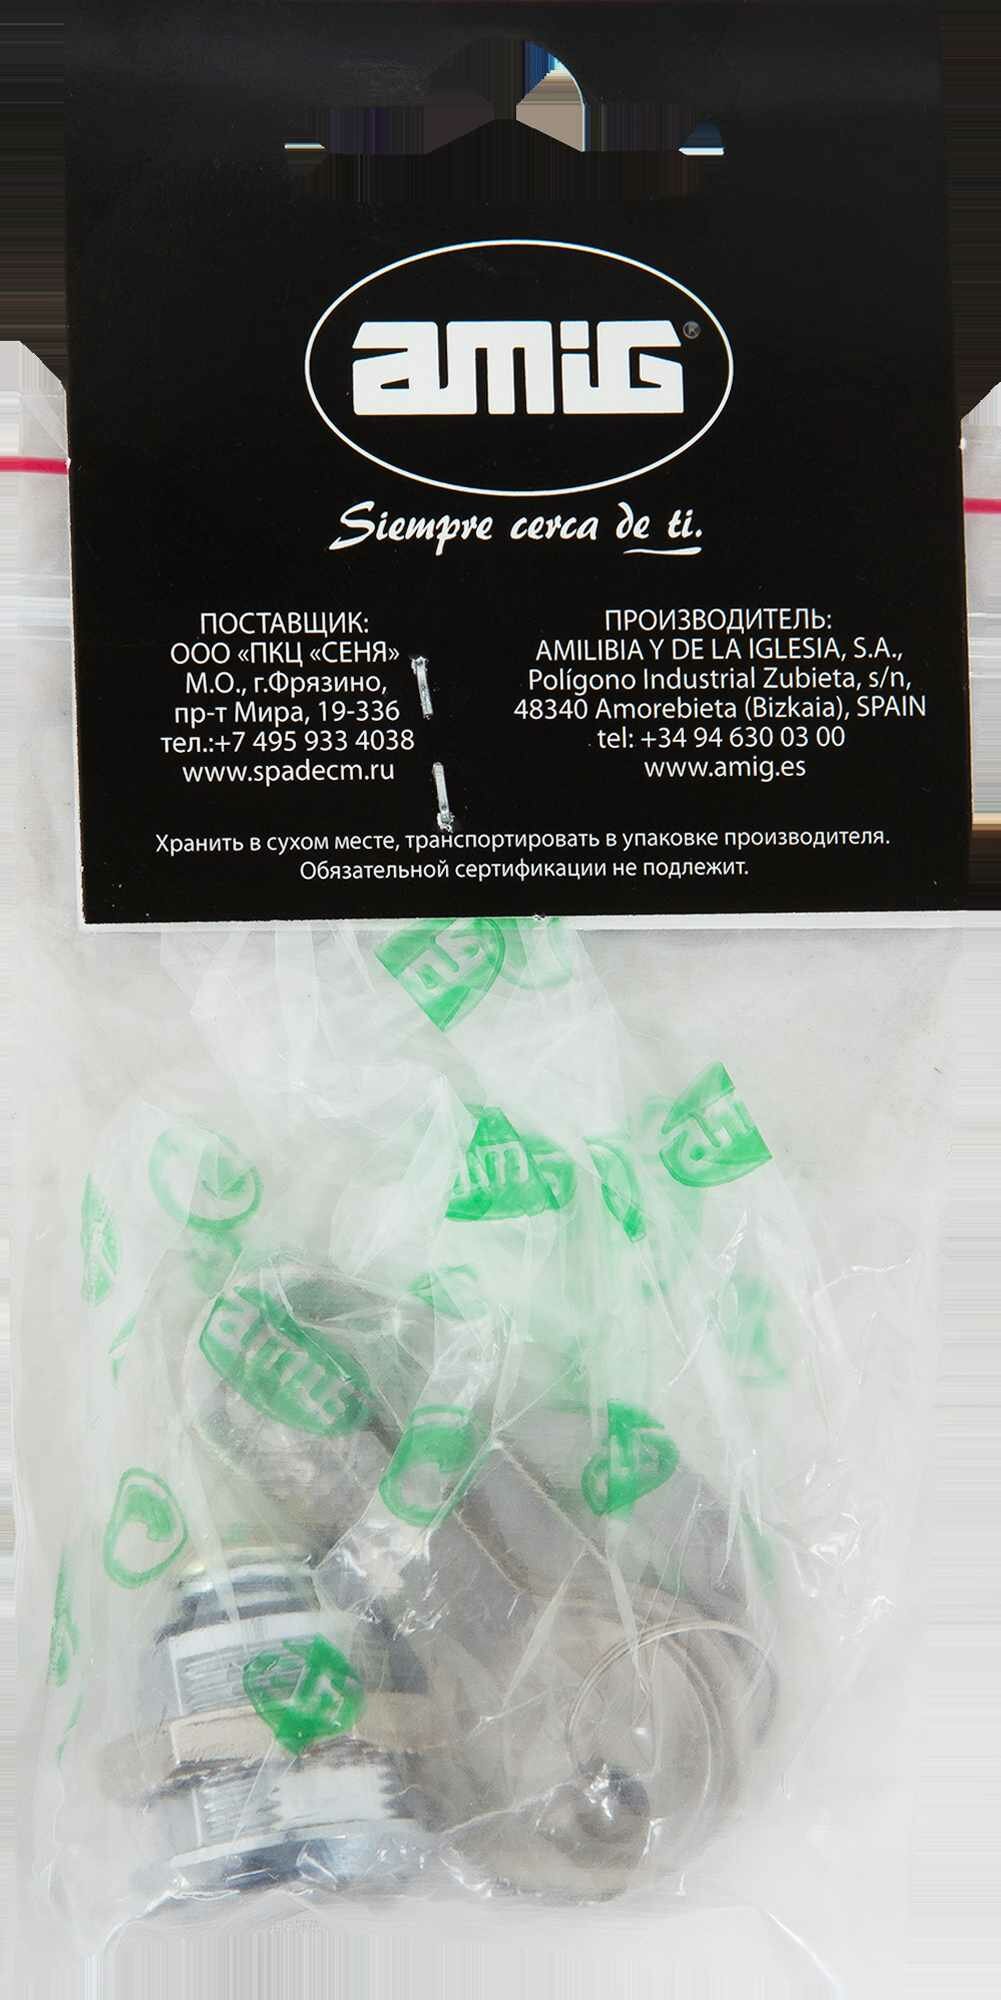 amiG®
Siempre cerca de ti.
ПОСТАВЩИК:
ООО «ПКЦ «СЕНЯ»
М.О., г.Фрязино,
пр-т Мира, 19-336
тел.:+7 495 933 4038
www.spadecm.ru
ПРОИЗВОДИТЕЛЬ:
AMILIBIA Y DE LA IGLESIA, S.A.,
Polígono Industrial Zubieta, s/n,
48340 Amorebieta (Bizkaia), SPAIN
tel: +34 94 630 03 00
www.amig.es
Хранить в сухом месте, транспортировать в упаковке производителя.
Обязательной сертификации не подлежит.